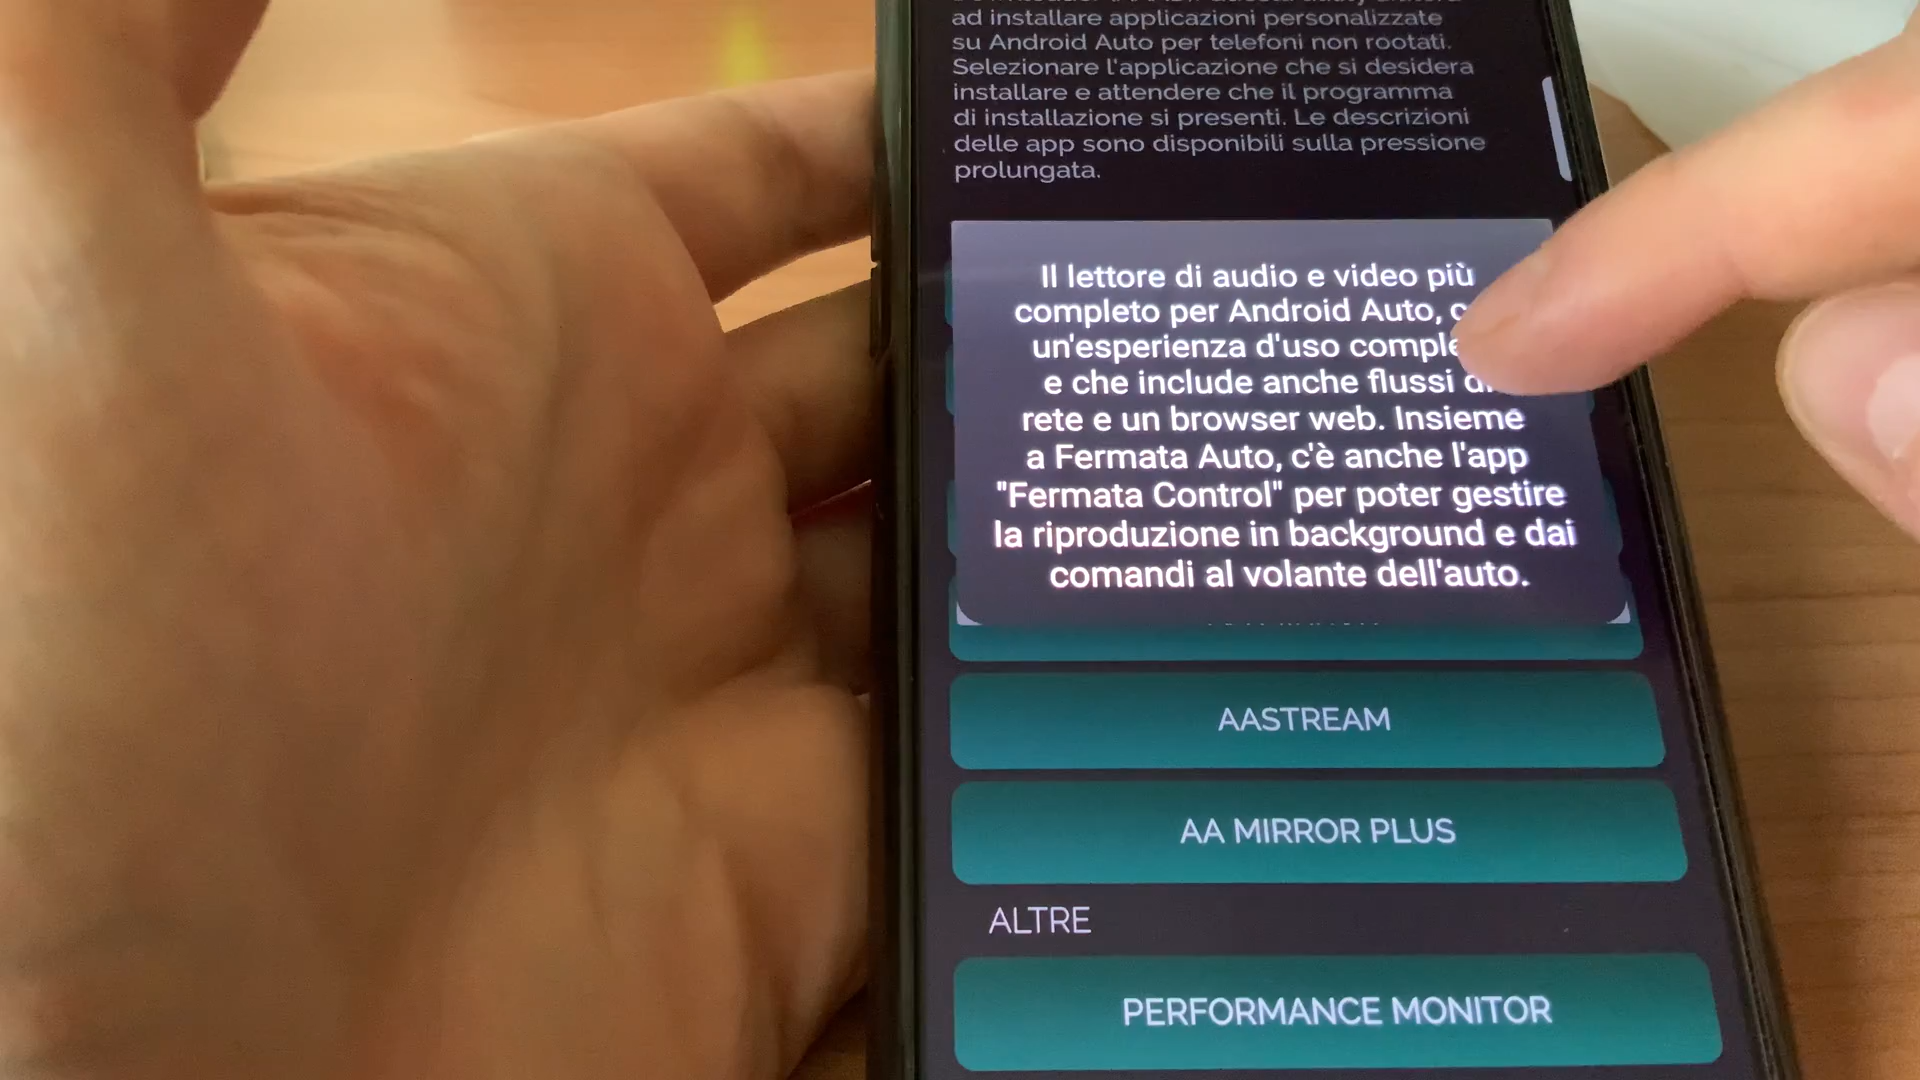 ad installare applicazioni personalizzate
su Android Auto per telefoni non rootati.
Selezionare l'applicazione che si desidera
installare e attendere che il programma
di installazione si presenti. Le descrizioni
delle app sono disponibili sulla pressione
prolungata.
Il lettore di audio e video più
completo per Android Auto,
un'esperienza d'uso
e che include anche flussi
rete e un browser web. Insieme
a Fermata Auto, c'è anche l'app
"Fermata Control" per poter gestire
la riproduzione in background e dai
comandi al volante dell'auto.
AASTREAM
AA MIRROR PLUS
ALTRE
PERFORMANCE MONITOR